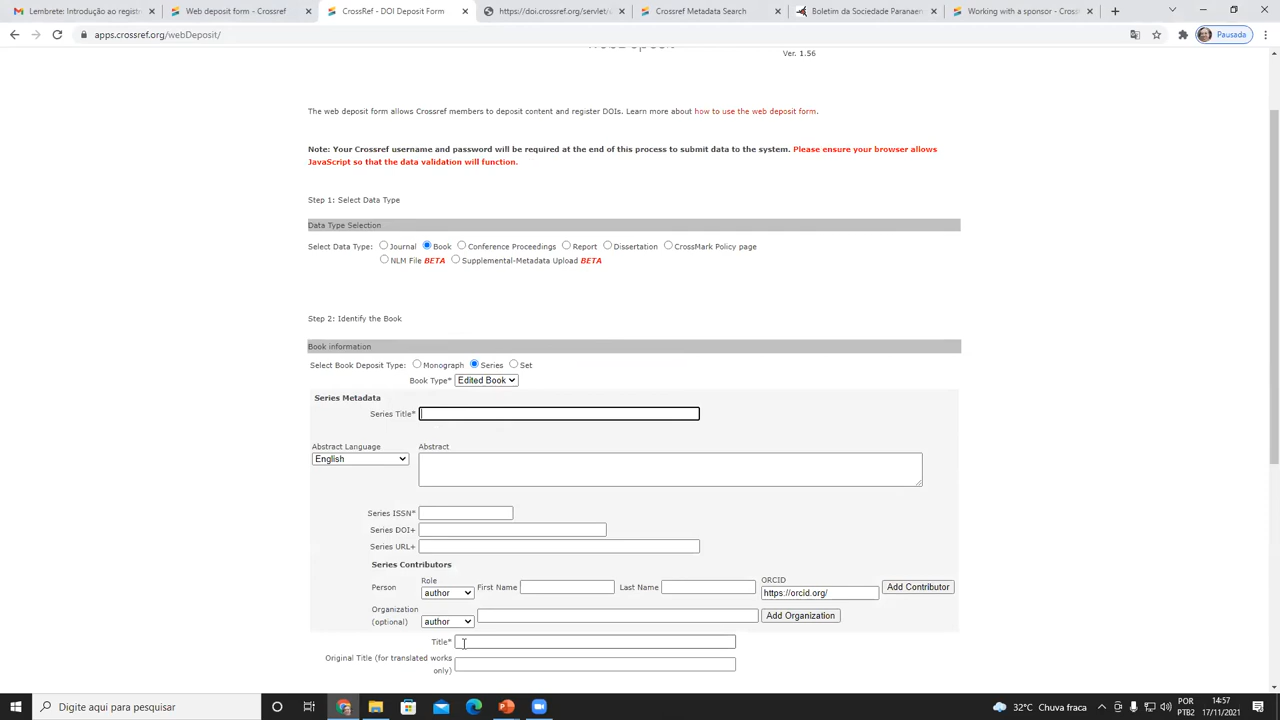 Lembrete: Introdução ao registr
Web deposit form - Crossref
CrossRef - DOI Titles Form
https://doi.crossref.org/servlet/
CrossRef Metadata Search
Boletim da Sociedade Paranaen
Working with a sponsor - Crossre
apps.crossref.org/webDeposit/
Pausada
Ver. 1.56
The web deposit form allows Crossref members to deposit content and register DOIs. Learn more about how to use the web deposit form.
Note: Your Crossref username and password will be required at the end of this process to submit data to the system. Please ensure your browser allows
JavaScript so that the data validation will function.
Step 1: Select Data Type
Data Type Selection
Select Data Type: Journal Book Conference Proceedings Report Dissertation CrossMark Policy page
NLM File BETA Supplemental-Metadata Upload BETA
Step 2: Identify the Book
Book information
Select Book Deposit Type: Monograph Series Set
Book Type* Edited Book
Series Metadata
Series Title*
Abstract Language Abstract
English
Series ISSN*
Series DOI+
Series URL+
Series Contributors
Person Role author First Name Last Name ORCID https://orcid.org/ Add Contributor
Organization (optional) author Add Organization
Title*
Original Title (for translated works
only)
Digite aqui para pesquisar
32°C Chuva fraca
POR
PTB2
14:57
17/11/2021